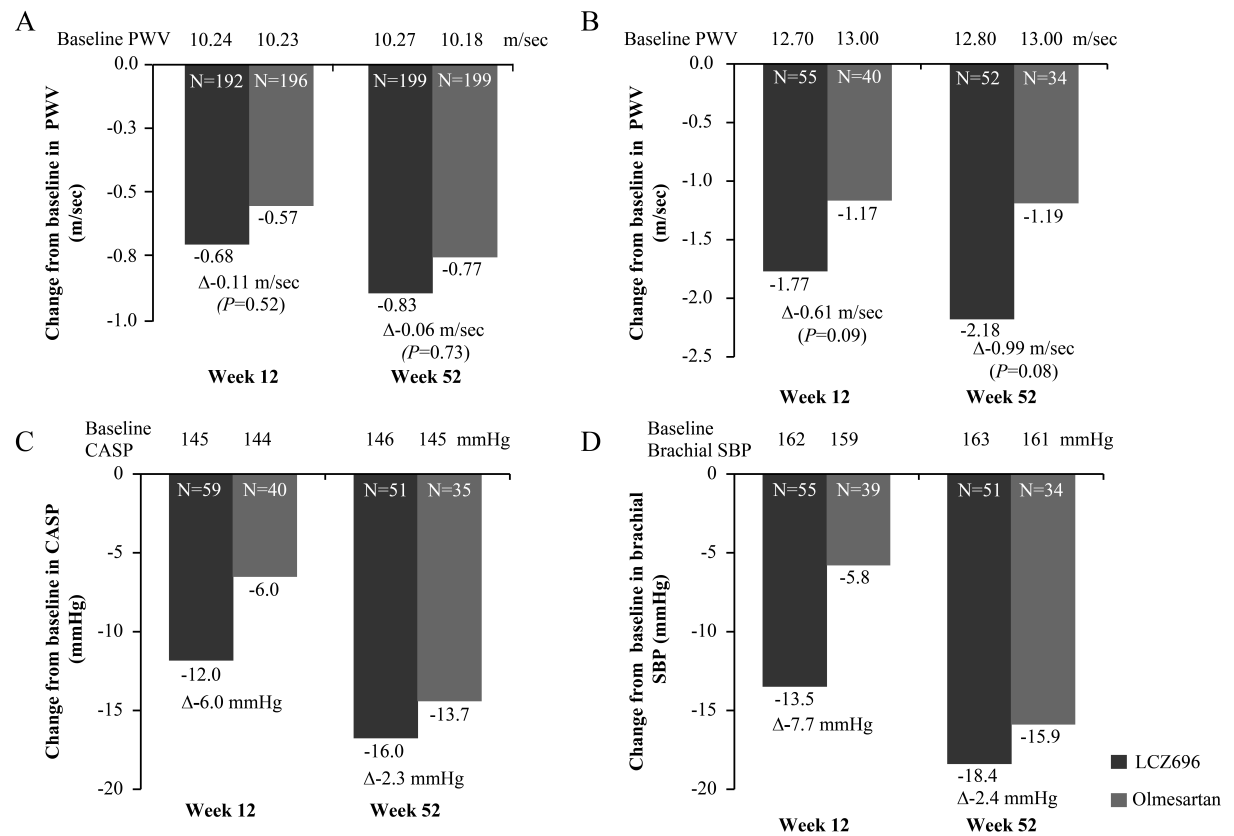 A
Baseline PWV 10.24 10.23 10.27 10.18 m/sec
0.0
-0.3
-0.5
-0.8
-1.0
Change from baseline in PWV
(m/sec)
N=192 N=196 N=199 N=199
-0.68
-0.57
-0.83
-0.77
Δ-0.11 m/sec
(P=0.52)
Δ-0.06 m/sec
(P=0.73)
Week 12 Week 52
B
Baseline PWV 12.70 13.00 12.80 13.00 m/sec
0.0
-0.5
-1.0
-1.5
-2.0
-2.5
Change from baseline in PWV
(m/sec)
N=55 N=40 N=52 N=34
-1.77
-1.17
-2.18
-1.19
Δ-0.61 m/sec
(P=0.09)
Δ-0.99 m/sec
(P=0.08)
Week 12 Week 52
C
Baseline
CASP
145 144 146 145 mmHg
0
-5
-10
-15
-20
Change from baseline in CASP
(mmHg)
N=59 N=40 N=51 N=35
-12.0
-6.0
-16.0
-13.7
Δ-6.0 mmHg
Δ-2.3 mmHg
Week 12 Week 52
D
Baseline
Brachial SBP
162 159 163 161 mmHg
0
-5
-10
-15
-20
Change from baseline in brachial
SBP (mmHg)
N=55 N=39 N=51 N=34
-13.5
-5.8
-18.4
-15.9
Δ-7.7 mmHg
Δ-2.4 mmHg
Week 12 Week 52
LCZ696
Olmesartan